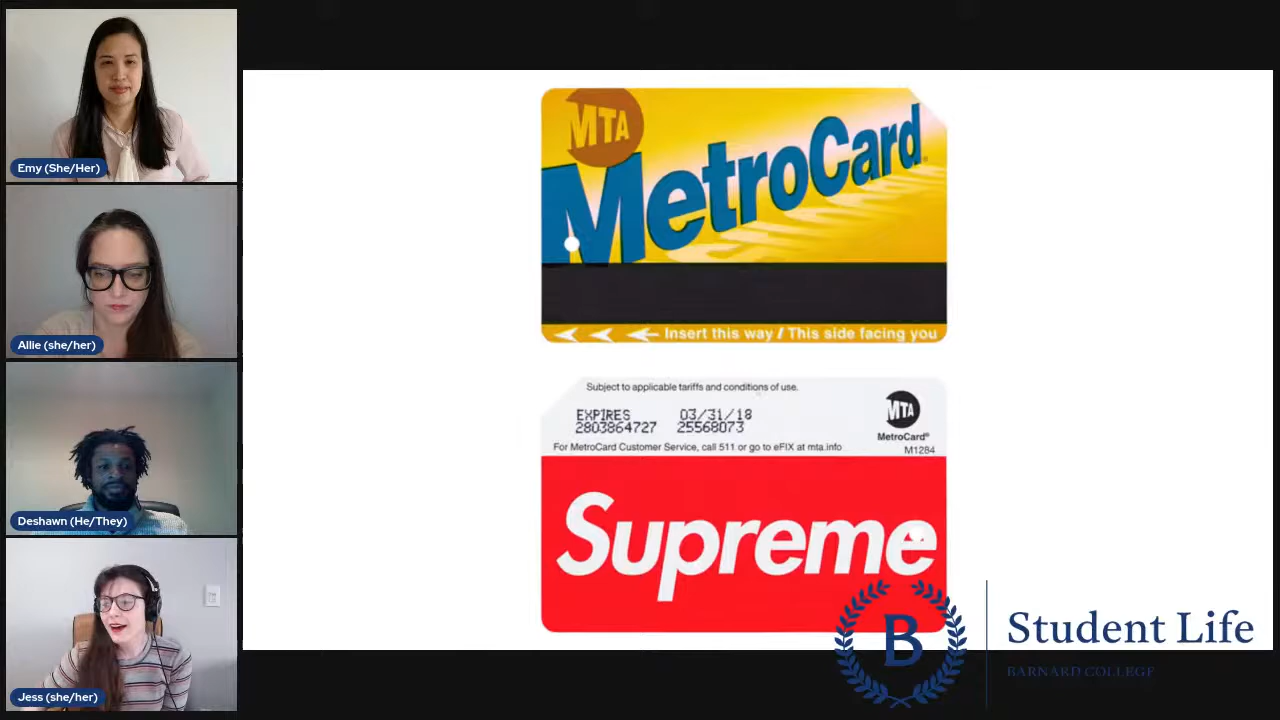 Emy (She/Her)
Allie (she/her)
Deshawn (He/They)
Jess (she/her)
MTA
MetroCard
Insert this way / This side facing you
Subject to applicable tariffs and conditions of use.
EXPIRES 03/31/18
2803864727 25568073
MTA
MetroCard®
For MetroCard Customer Service, call 511 or go to eFIX at mta.info
M1284
Supreme
B
Student Life
BARNARD COLLEGE